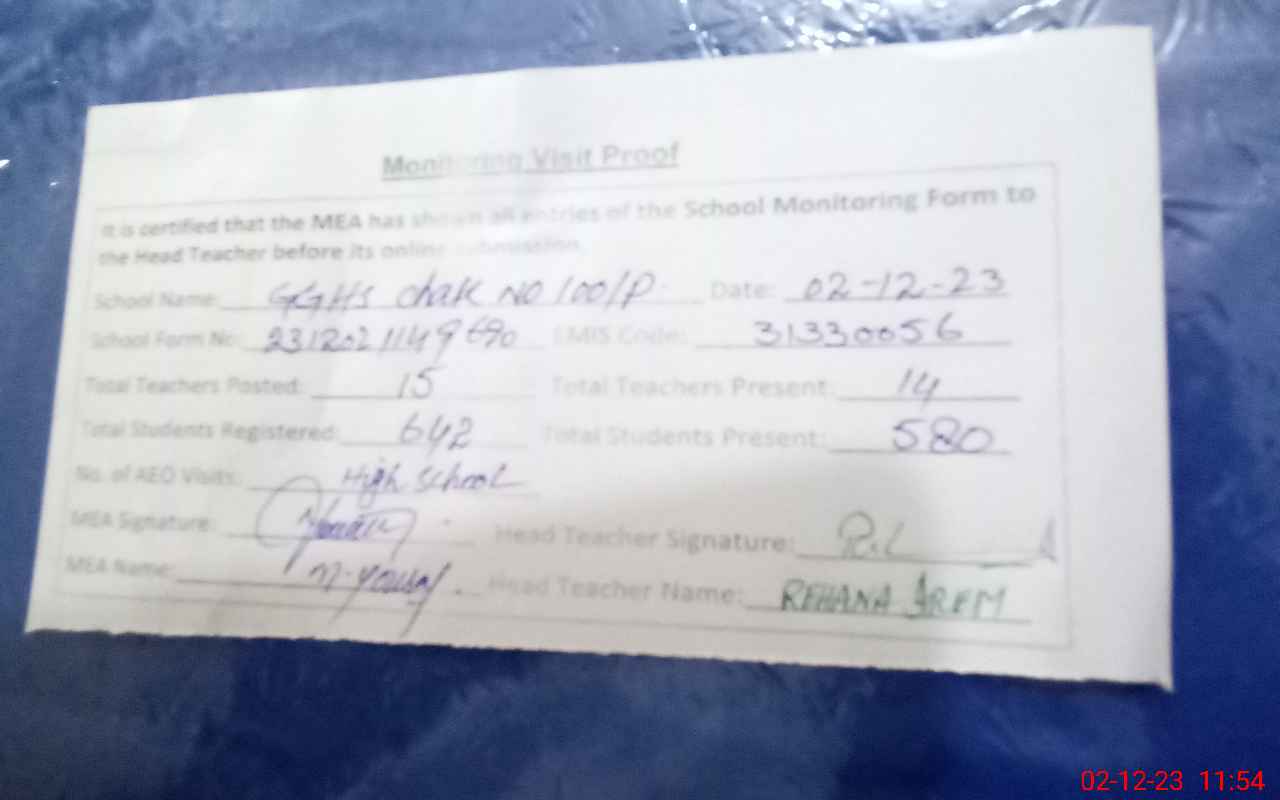 Monitoring Visit Proof
It is certified that the MEA has shown all entries of the School Monitoring Form to
the Head Teacher before its online submission.
School Name: GGHS chak No 100/P. Date: 02-12-23
School Form No: 2312021149690 EMIS Code: 31330056
Total Teachers Posted: 15 Total Teachers Present: 14
Total Students Registered: 642 Total Students Present: 580
No. of AEO Visits: High School
MEA Signature: Head Teacher Signature:
MEA Name: M. Yousaf. Head Teacher Name: REHANA
02-12-23 11:54